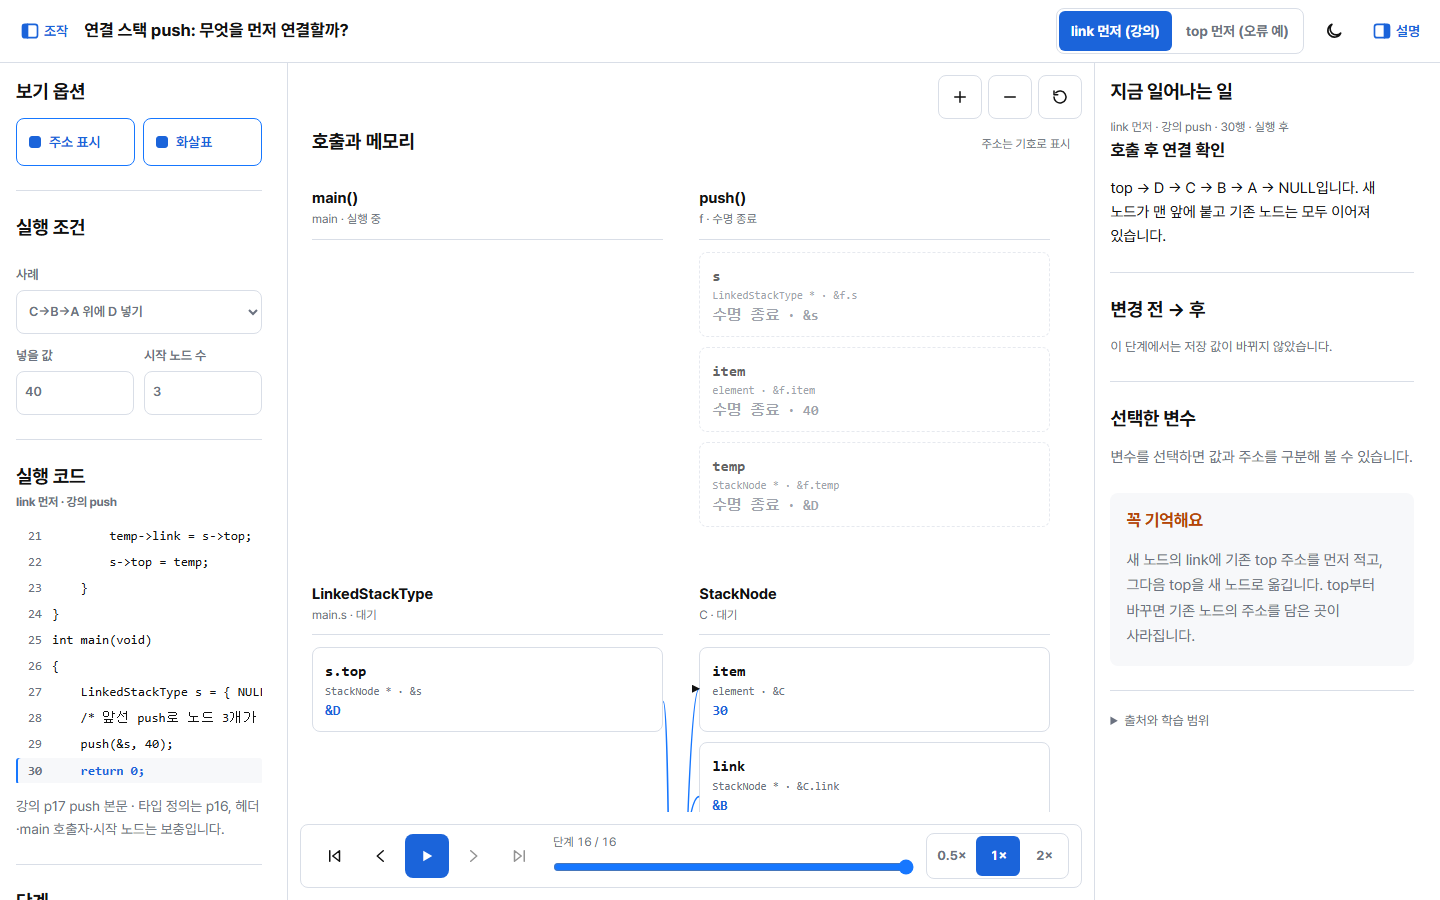 조작
연결 스택 push: 무엇을 먼저 연결할까?
link 먼저 (강의)
top 먼저 (오류 예)
설명
보기 옵션
주소 표시
화살표
실행 조건
사례
C→B→A 위에 D 넣기
넣을 값
시작 노드 수
40
3
실행 코드
link 먼저 · 강의 push
21 temp->link = s->top;
22 s->top = temp;
23 }
24 }
25 int main(void)
26 {
27 LinkedStackType s = { NULL
28 /* 앞선 push로 노드 3개가
29 push(&s, 40);
30 return 0;
강의 p17 push 본문 · 타입 정의는 p16, 헤더
·main 호출자·시작 노드는 보충입니다.
단계
호출과 메모리
주소는 기호로 표시
main()
main · 실행 중
push()
f · 수명 종료
s
LinkedStackType * · &f.s
수명 종료 · &s
item
element · &f.item
수명 종료 · 40
temp
StackNode * · &f.temp
수명 종료 · &D
LinkedStackType
main.s · 대기
s.top
StackNode * · &s
&D
StackNode
C · 대기
item
element · &C
30
link
StackNode * · &C.link
&B
단계 16 / 16
0.5×
1×
2×
지금 일어나는 일
link 먼저 · 강의 push · 30행 · 실행 후
호출 후 연결 확인
top → D → C → B → A → NULL입니다. 새
노드가 맨 앞에 붙고 기존 노드는 모두 이어져
있습니다.
변경 전 → 후
이 단계에서는 저장 값이 바뀌지 않았습니다.
선택한 변수
변수를 선택하면 값과 주소를 구분해 볼 수 있습니다.
꼭 기억해요
새 노드의 link에 기존 top 주소를 먼저 적고,
그다음 top을 새 노드로 옮깁니다. top부터
바꾸면 기존 노드의 주소를 담은 곳이
사라집니다.
출처와 학습 범위